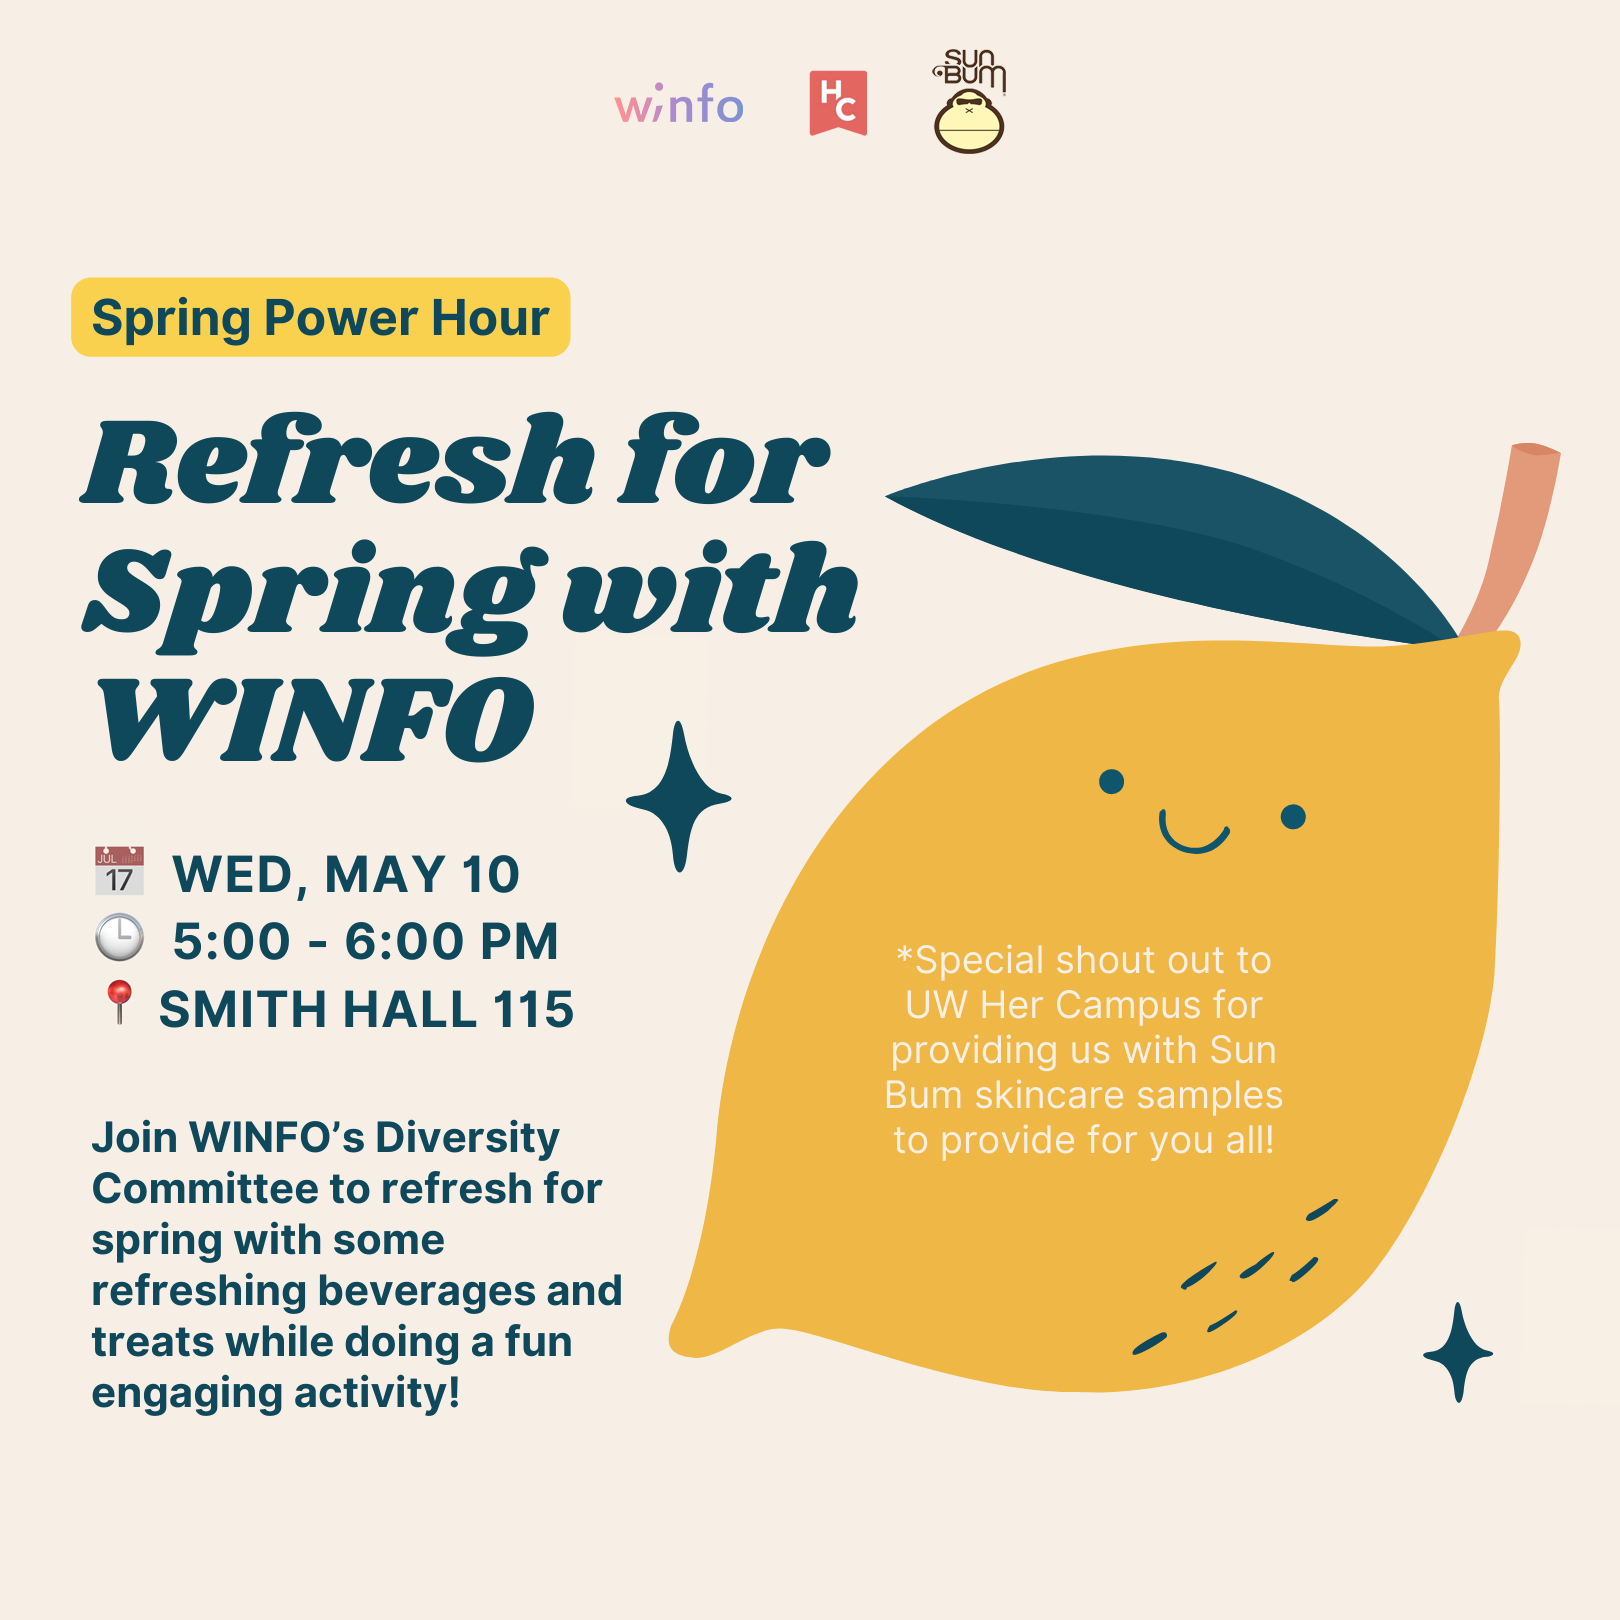 winfo
HC
SUN
BUM
Spring Power Hour
Refresh for
Spring with
WINFO
JUL
17
WED, MAY 10
5:00 - 6:00 PM
SMITH HALL 115
Join WINFO’s Diversity
Committee to refresh for
spring with some
refreshing beverages and
treats while doing a fun
engaging activity!
*Special shout out to
UW Her Campus for
providing us with Sun
Bum skincare samples
to provide for you all!